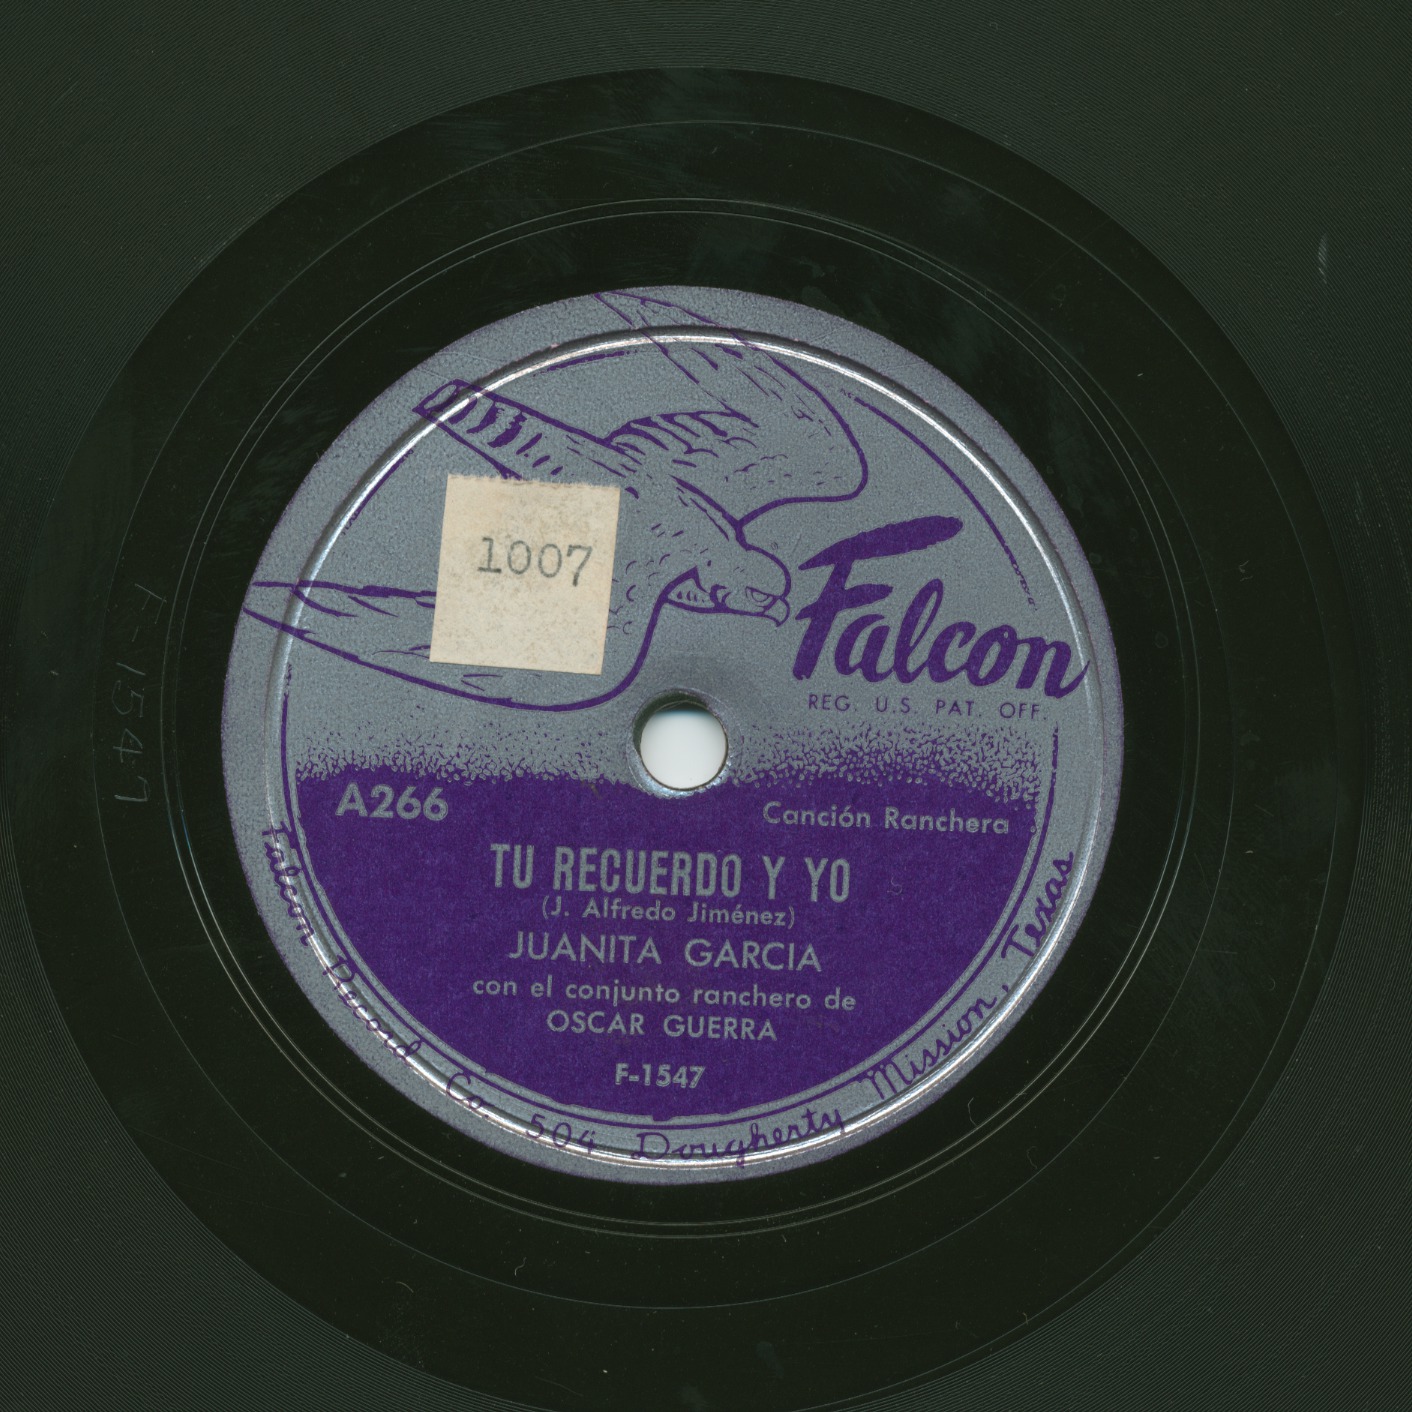 1007
Falcon
REG. U.S. PAT. OFF.
A266
Canción Ranchera
TU RECUERDO Y YO
(J. Alfredo Jiménez)
JUANITA GARCIA
con el conjunto ranchero de
OSCAR GUERRA
F-1547
Falcon Record Co. 504 Dougherty Mission, Texas
F-1547